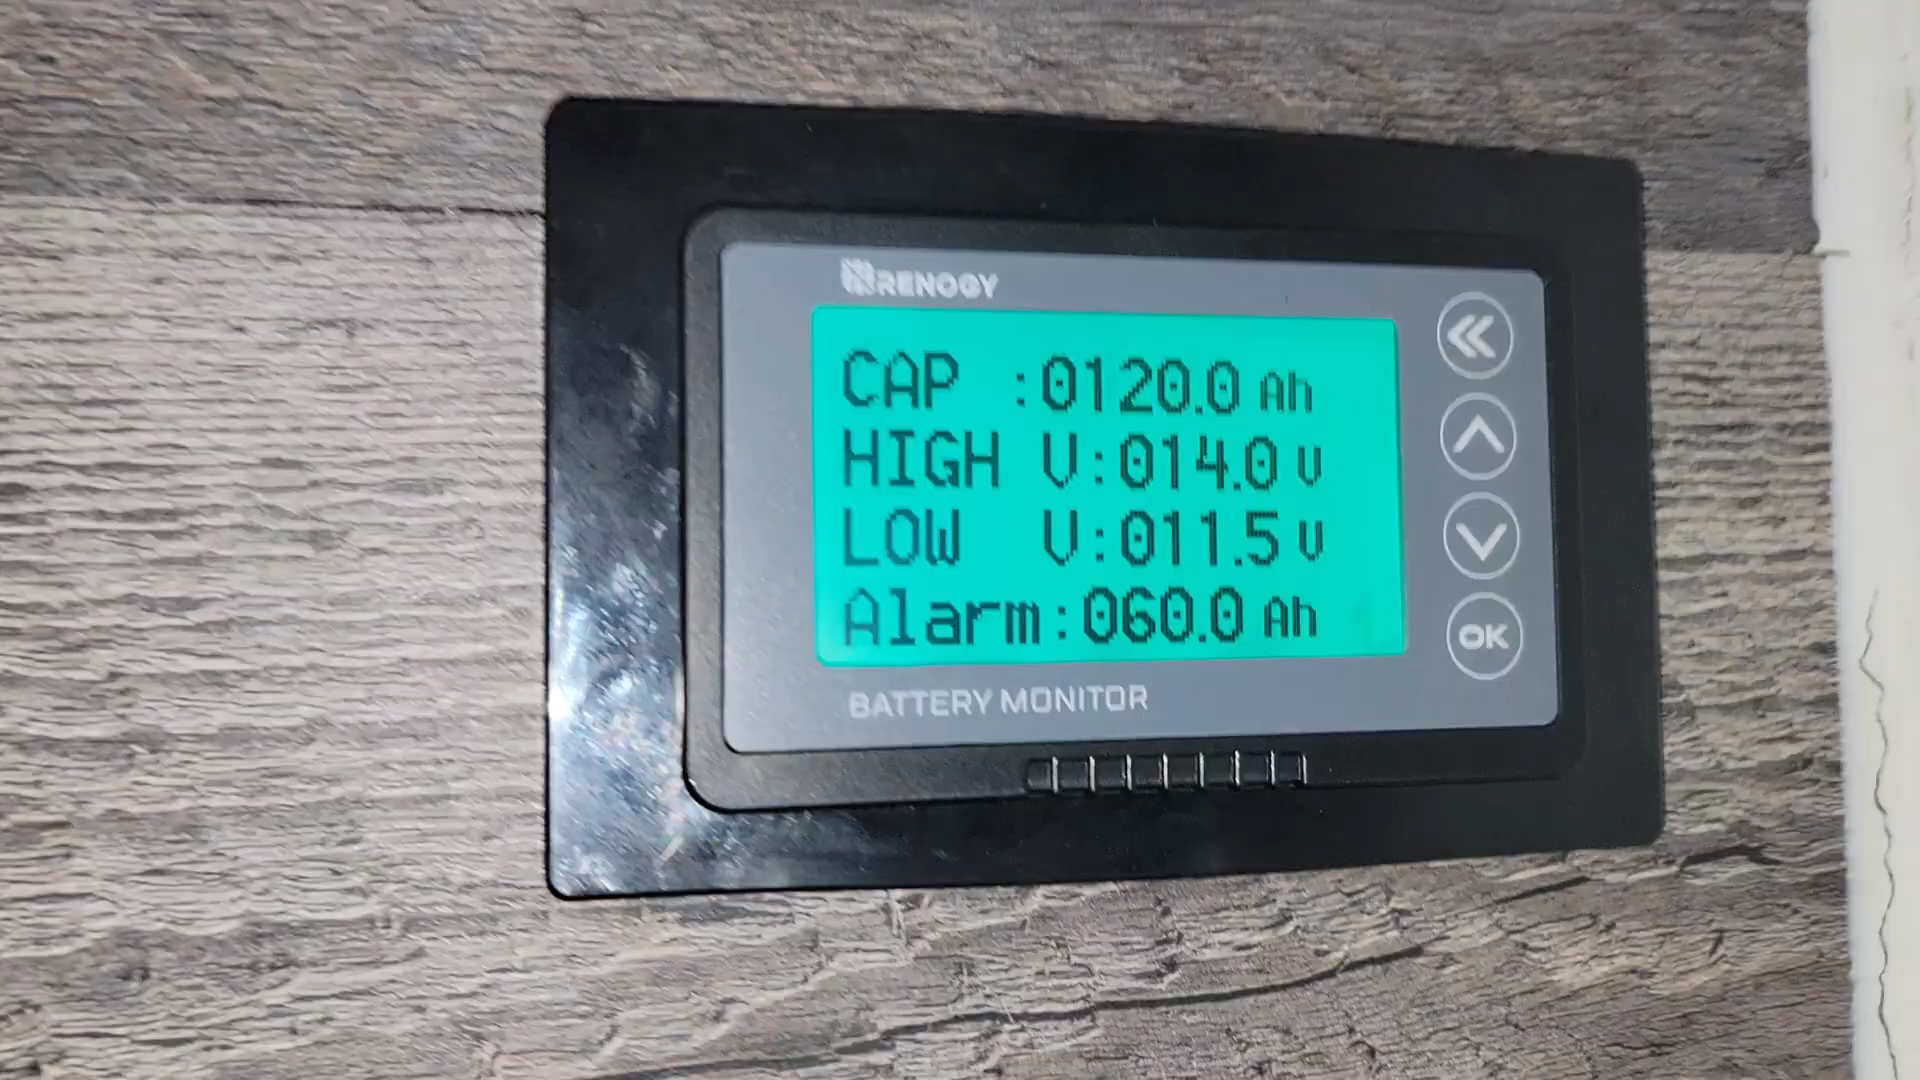 RENOGY
CAP :0120.0 Ah
HIGH V:014.0 V
LOW V:011.5 V
Alarm:060.0 Ah
BATTERY MONITOR
OK